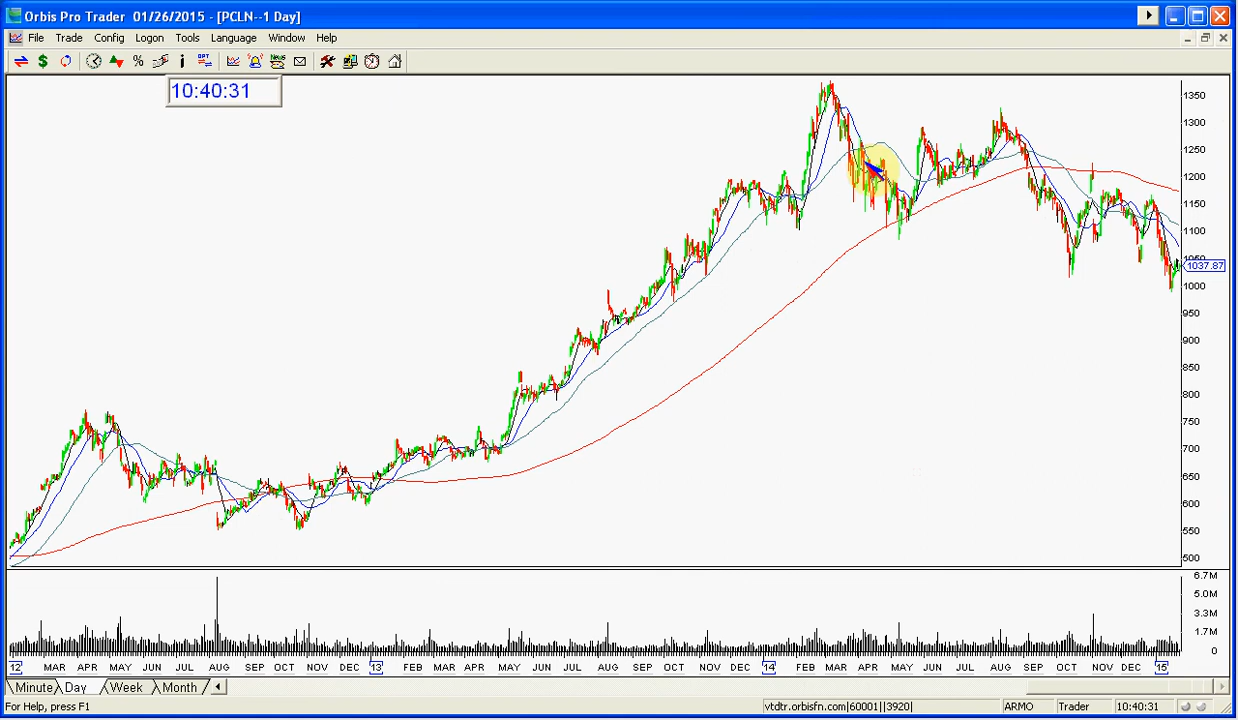 Orbis Pro Trader 01/26/2015 - [PCLN--1 Day]
File Trade Config Logon Tools Language Window Help
$ % i OPT News
10:40:31
1350
1300
1250
1200
1150
1100
1050
1037.87
1000
950
900
850
800
750
700
650
600
550
500
6.7M
5.0M
3.3M
1.7M
0
12 MAR APR MAY JUN JUL AUG SEP OCT NOV DEC 13 FEB MAR APR MAY JUN JUL AUG SEP OCT NOV DEC 14 FEB MAR APR MAY JUN JUL AUG SEP OCT NOV DEC 15
Minute Day Week Month
For Help, press F1 vtdtr.orbisfn.com|60001||3920| ARMO Trader 10:40:31